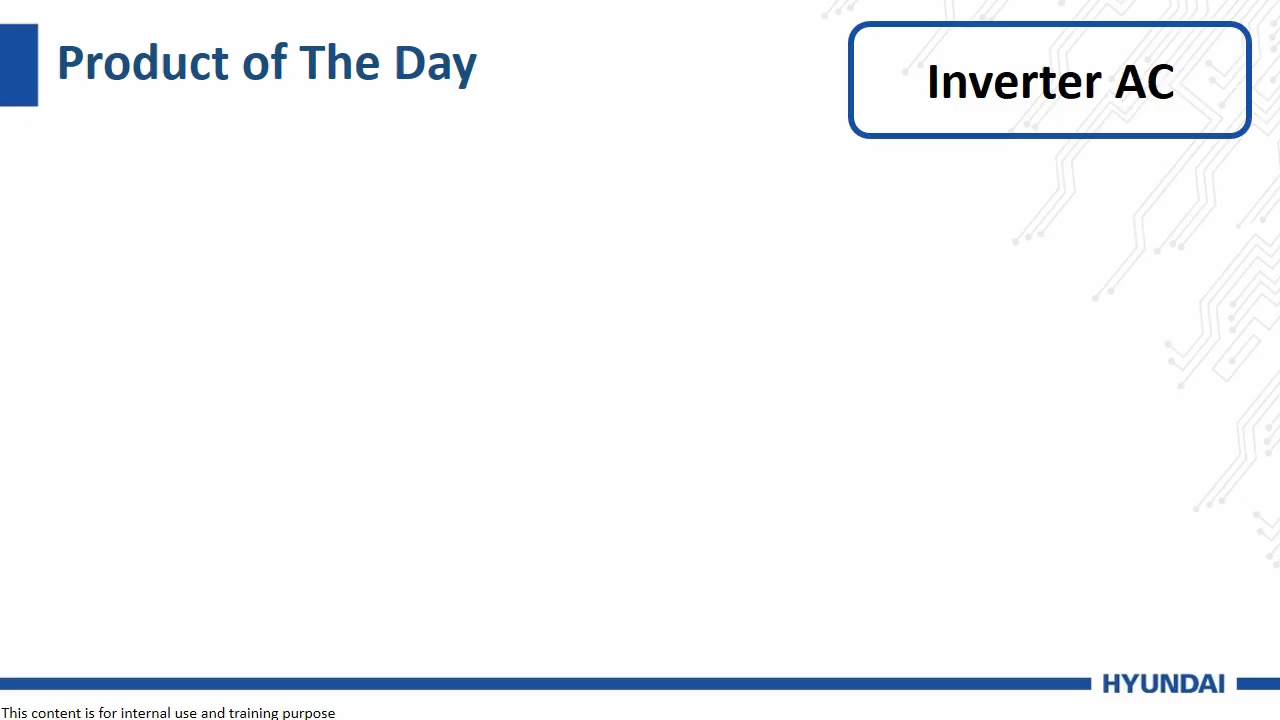 Product of The Day
Inverter AC
HYUNDAI
This content is for internal use and training purpose